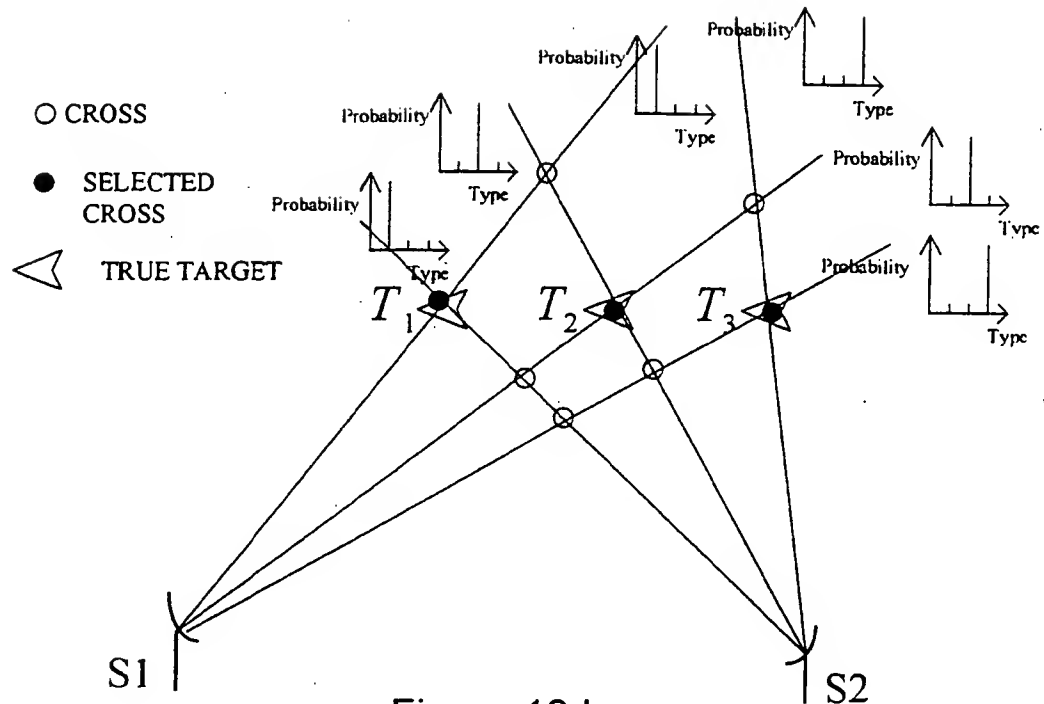 Probability
Type
Probability
Type
Probability
Type
Probability
Type
Probability
Type
Probability
Type
CROSS
SELECTED
CROSS
TRUE TARGET
T1
T2
T3
S1
S2